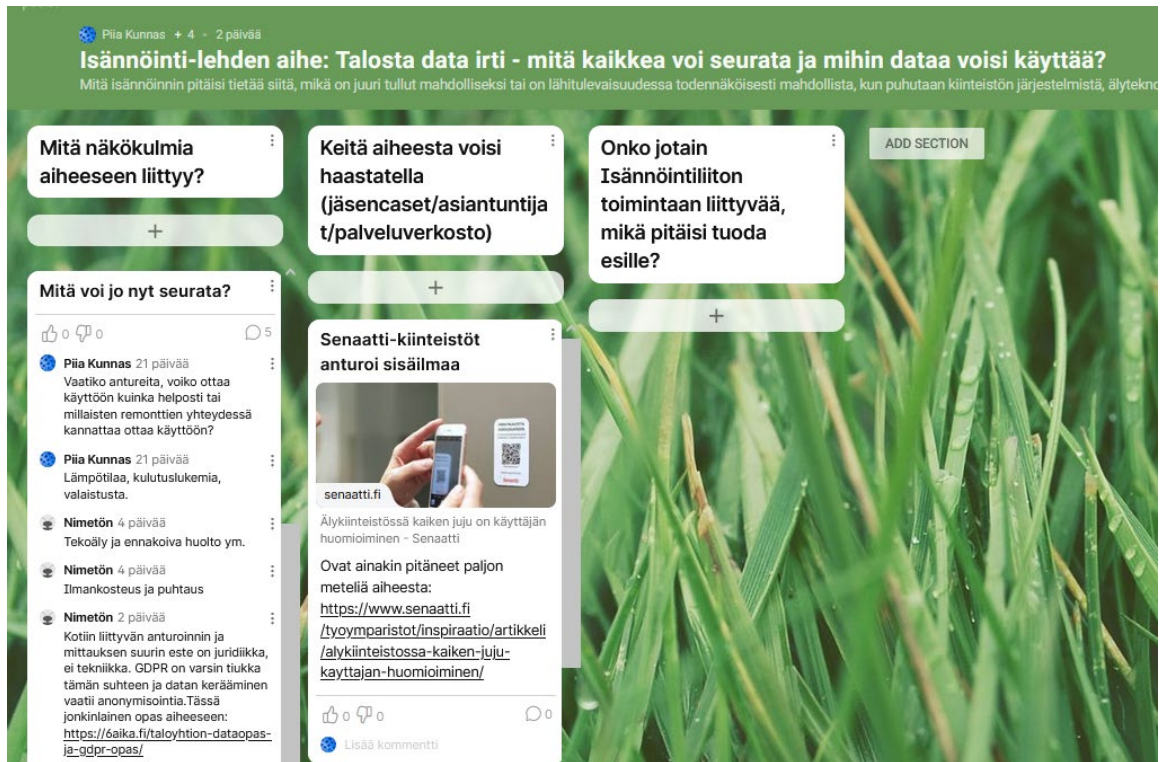 Piia Kunnas + 4 • 2 päivää
Isännöinti-lehden aihe: Talosta data irti - mitä kaikkea voi seurata ja mihin dataa voisi käyttää?
Mitä isännöinnin pitäisi tietää siitä, mikä on juuri tullut mahdolliseksi tai on lähitulevaisuudessa todennäköisesti mahdollista, kun puhutaan kiinteistön järjestelmistä, älytekno
Mitä näkökulmia
aiheeseen liittyy?
+
Mitä voi jo nyt seurata?
0 0 5
Piia Kunnas 21 päivää
Vaatiko antureita, voiko ottaa
käyttöön kuinka helposti tai
millaisten remonttien yhteydessä
kannattaa ottaa käyttöön?
Piia Kunnas 21 päivää
Lämpötilaa, kulutuslukemia,
valaistusta.
Nimetön 4 päivää
Tekoäly ja ennakoiva huolto ym.
Nimetön 4 päivää
Ilmankosteus ja puhtaus
Nimetön 2 päivää
Kotiin liittyvän anturoinnin ja
mittauksen suurin este on juridiikka,
ei tekniikka. GDPR on varsin tiukka
tämän suhteen ja datan kerääminen
vaatii anonymisointia.Tässä
jonkinlainen opas aiheeseen:
https://6aika.fi/taloyhtion-dataopas-
ja-gdpr-opas/
Keitä aiheesta voisi
haastatella
(jäsencaset/asiantuntija
t/palveluverkosto)
+
Senaatti-kiinteistöt
anturoi sisäilmaa
senaatti.fi
Älykiinteistössä kaiken juju on käyttäjän
huomioiminen - Senaatti
Ovat ainakin pitäneet paljon
meteliä aiheesta:
https://www.senaatti.fi
/tyoymparistot/inspiraatio/artikkeli
/alykiinteistossa-kaiken-juju-
kayttajan-huomioiminen/
0 0 0
Lisää kommentti
Onko jotain
Isännöintiliiton
toimintaan liittyvää,
mikä pitäisi tuoda
esille?
+
ADD SECTION